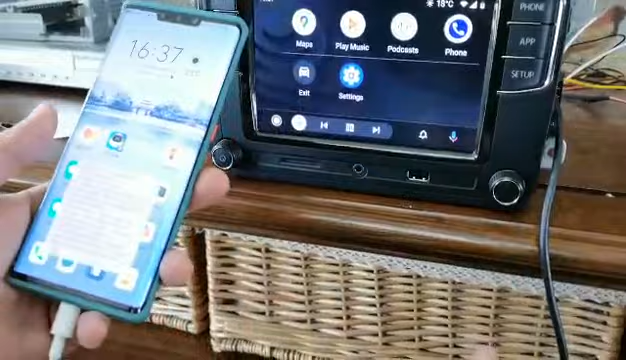 16:37
18°C
Maps
Play Music
Podcasts
Phone
Exit
Settings
PHONE
APP
SETUP